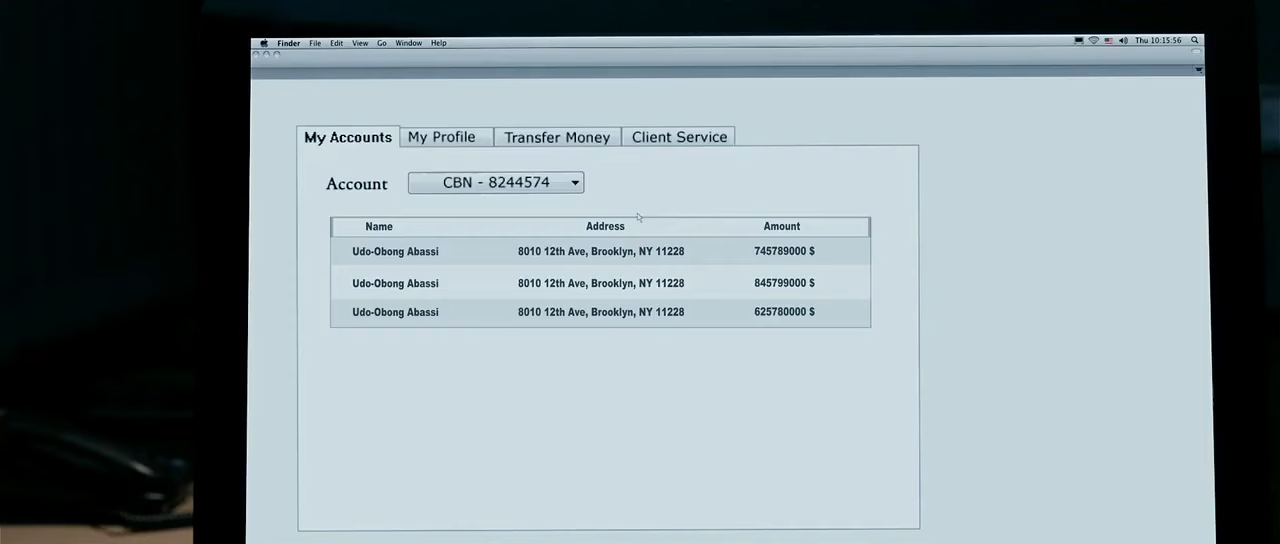 Finder File Edit View Go Window Help Thu 10:15:56
My Accounts My Profile Transfer Money Client Service
Account CBN - 8244574
Name Address Amount
Udo-Obong Abassi 8010 12th Ave, Brooklyn, NY 11228 745789000 $
Udo-Obong Abassi 8010 12th Ave, Brooklyn, NY 11228 845799000 $
Udo-Obong Abassi 8010 12th Ave, Brooklyn, NY 11228 625780000 $